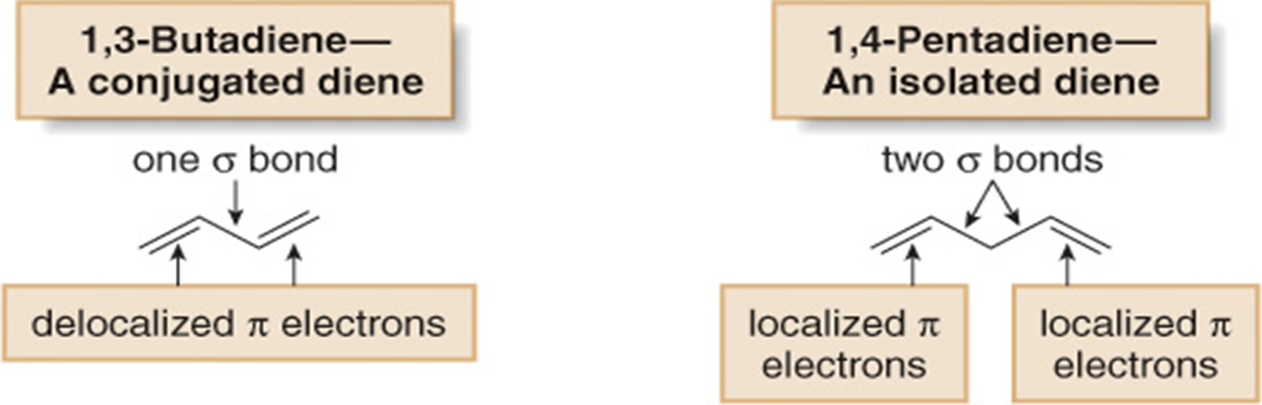 1,3-Butadiene—
A conjugated diene
one σ bond
delocalized π electrons
1,4-Pentadiene—
An isolated diene
two σ bonds
localized π
electrons
localized π
electrons